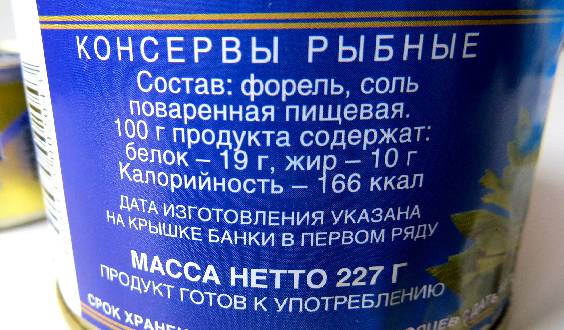 КОНСЕРВЫ РЫБНЫЕ
Состав: форель, соль
поваренная пищевая.
100 г продукта содержат:
белок – 19 г, жир – 10 г
Калорийность – 166 ккал
ДАТА ИЗГОТОВЛЕНИЯ УКАЗАНА
НА КРЫШКЕ БАНКИ В ПЕРВОМ РЯДУ
МАССА НЕТТО 227 Г
ПРОДУКТ ГОТОВ К УПОТРЕБЛЕНИЮ
СРОК